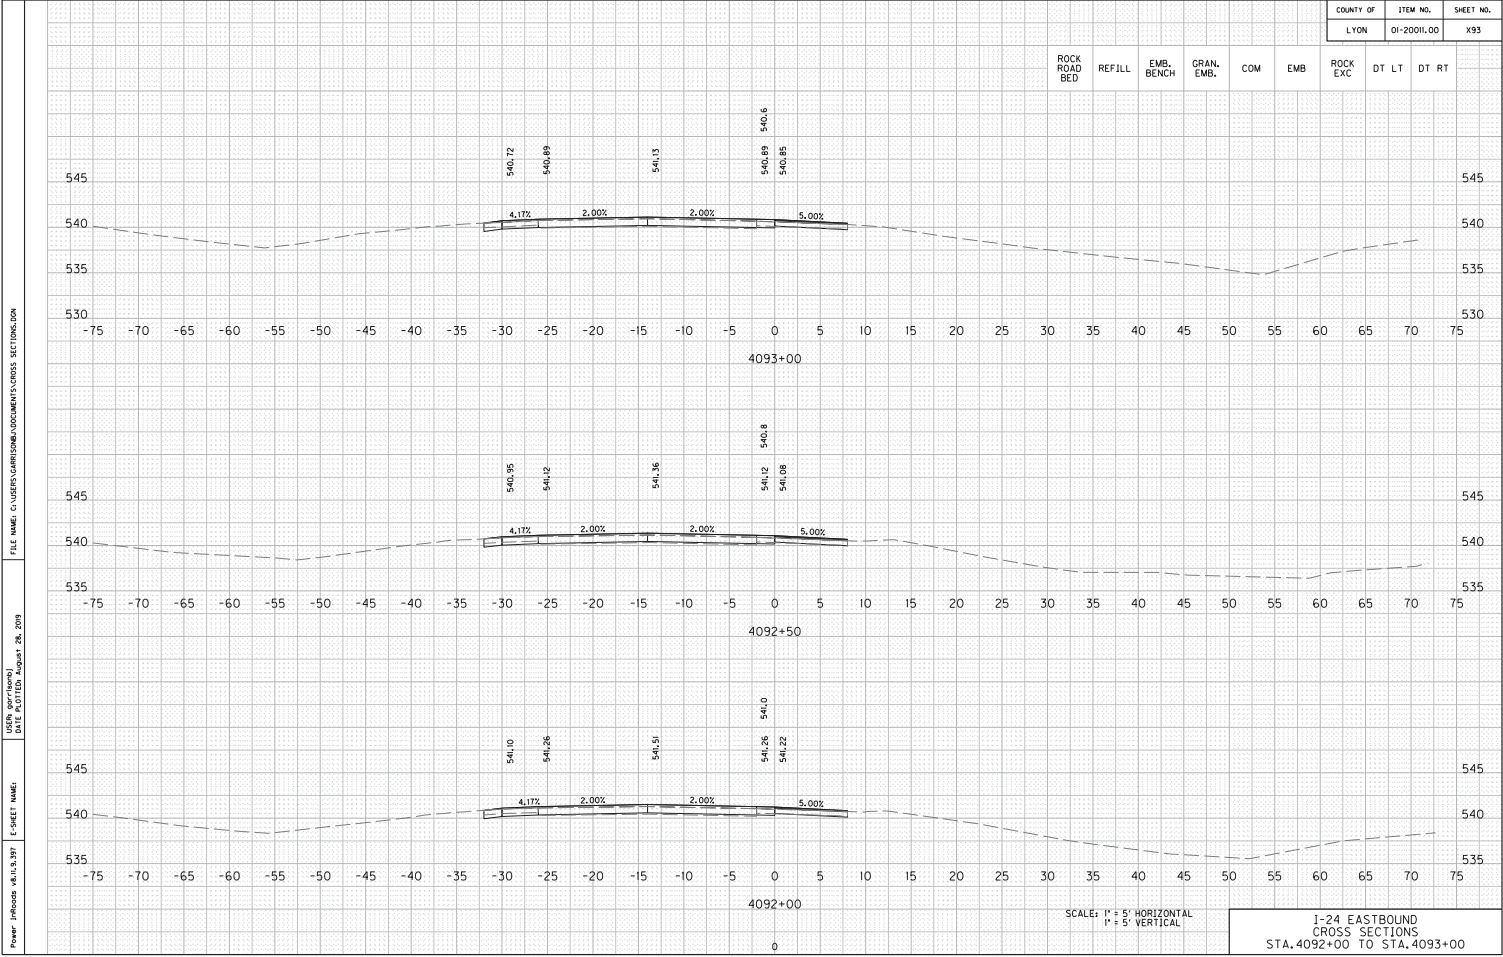 COUNTY OF ITEM NO. SHEET NO.
LYON 01-20011.00 X93
ROCK ROAD BED REFILL EMB. BENCH GRAN. EMB. COM EMB ROCK EXC DT LT DT RT
540.6
540.72 540.89 541.13 540.89 540.85
545 545
4.17% 2.00% 2.00% 5.00%
540 540
535 535
530 530
-75 -70 -65 -60 -55 -50 -45 -40 -35 -30 -25 -20 -15 -10 -5 0 5 10 15 20 25 30 35 40 45 50 55 60 65 70 75
4093+00
540.8
540.95 541.12 541.36 541.12 541.08
545 545
4.17% 2.00% 2.00% 5.00%
540 540
535 535
-75 -70 -65 -60 -55 -50 -45 -40 -35 -30 -25 -20 -15 -10 -5 0 5 10 15 20 25 30 35 40 45 50 55 60 65 70 75
4092+50
541.0
541.10 541.26 541.51 541.26 541.22
545 545
4.17% 2.00% 2.00% 5.00%
540 540
535 535
-75 -70 -65 -60 -55 -50 -45 -40 -35 -30 -25 -20 -15 -10 -5 0 5 10 15 20 25 30 35 40 45 50 55 60 65 70 75
4092+00
0
SCALE: 1" = 5' HORIZONTAL
1" = 5' VERTICAL
I-24 EASTBOUND
CROSS SECTIONS
STA. 4092+00 TO STA. 4093+00
FILE NAME: C:\USERS\GARRISONBJ\DOCUMENTS\CROSS SECTIONS.DGN
USER: garrisonbj
DATE PLOTTED: August 28, 2019
E-SHEET NAME:
Power InRoads v8.11.9.397